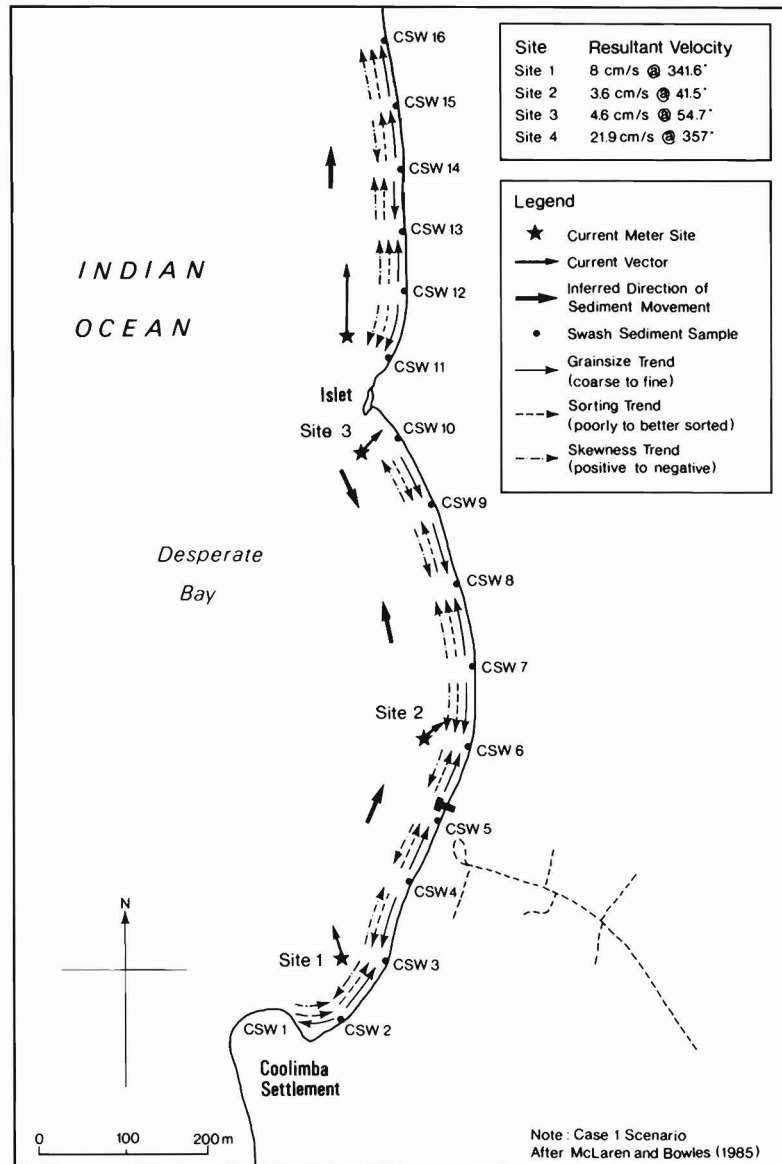 CSW 16
Site Resultant Velocity
Site 1 8 cm/s @ 341.6°
Site 2 3.6 cm/s @ 41.5°
Site 3 4.6 cm/s @ 54.7°
Site 4 21.9 cm/s @ 357°
CSW 15
CSW 14
CSW 13
CSW 12
CSW 11
INDIAN
OCEAN
Legend
Current Meter Site
Current Vector
Inferred Direction of
Sediment Movement
Swash Sediment Sample
Grainsize Trend
(coarse to fine)
Sorting Trend
(poorly to better sorted)
Skewness Trend
(positive to negative)
Islet
Site 3
CSW 10
CSW 9
Desperate
Bay
CSW 8
CSW 7
Site 2
CSW 6
CSW 5
CSW 4
N
Site 1
CSW 3
CSW 1
CSW 2
Coolimba
Settlement
0 100 200 m
Note : Case 1 Scenario
After McLaren and Bowles (1985)